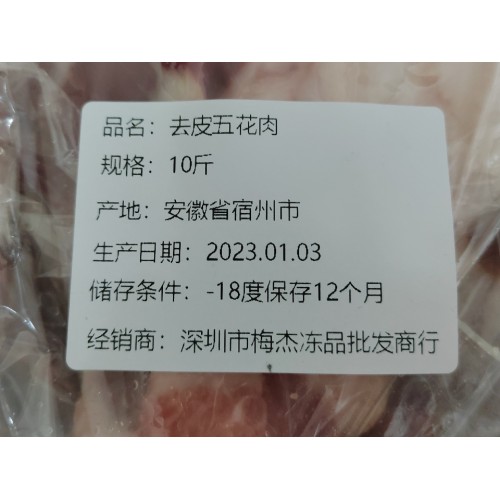 品名：去皮五花肉
规格：10斤
产地：安徽省宿州市
生产日期：2023.01.03
储存条件：-18度保存12个月
经销商：深圳市梅杰冻品批发商行